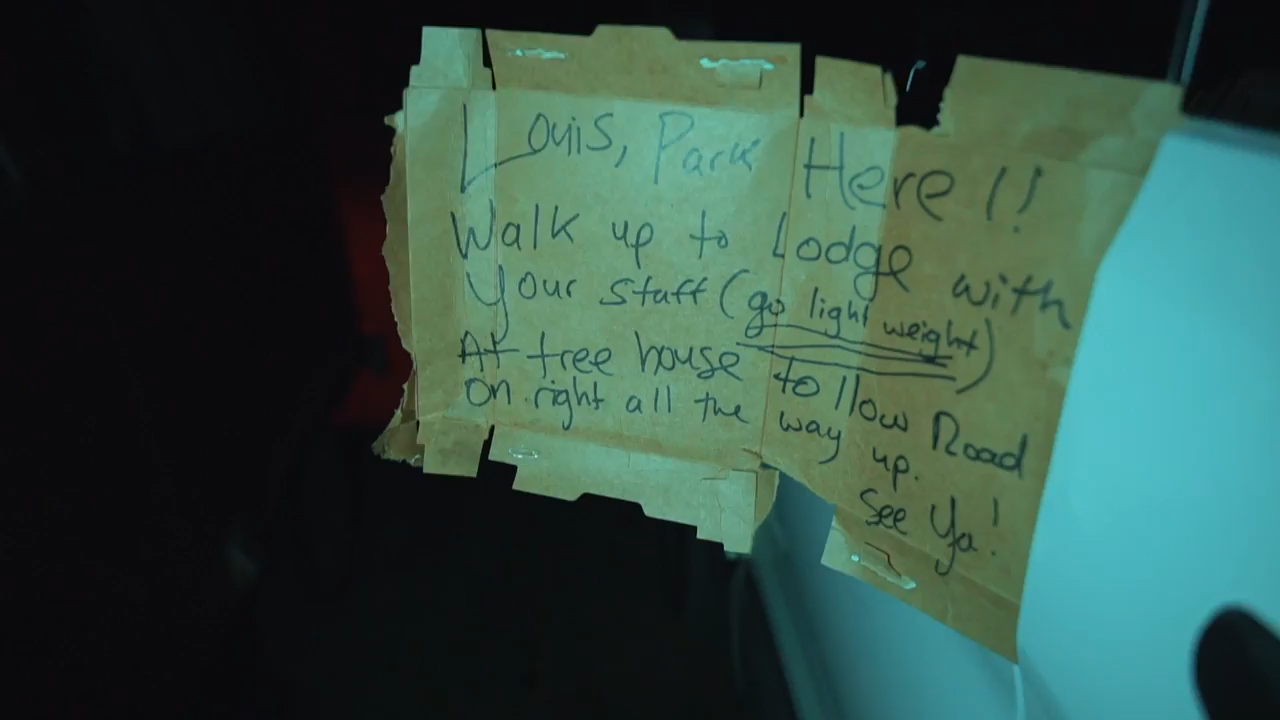 Louis, Park Here!!
Walk up to Lodge with
Your stuff (go light weight)
At tree house follow Road
on right all the way up.
See Ya!